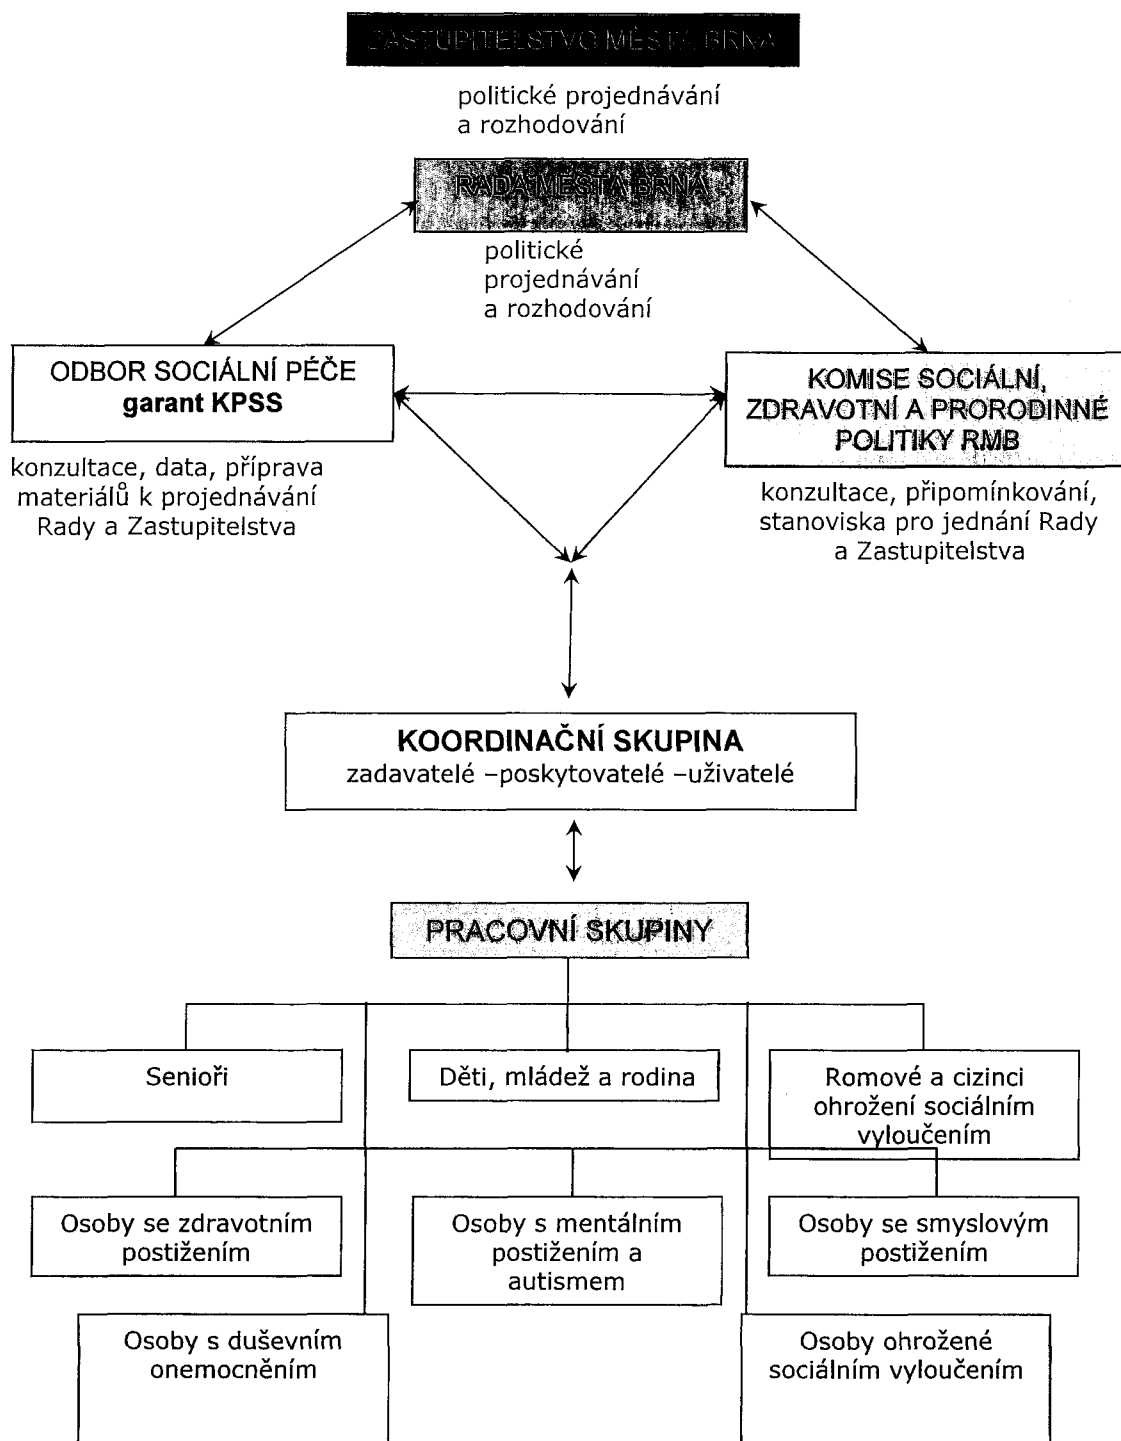 ZASTUPITELSTVO MĚSTA BRNA
politické projednávání
a rozhodování
RADA MĚSTA BRNA
politické
projednávání
a rozhodování
ODBOR SOCIÁLNÍ PÉČE
garant KPSS
konzultace, data, příprava
materiálů k projednávání
Rady a Zastupitelstva
KOMISE SOCIÁLNÍ,
ZDRAVOTNÍ A PRORODINNÉ
POLITIKY RMB
konzultace, připomínkování,
stanoviska pro jednání Rady
a Zastupitelstva
KOORDINAČNÍ SKUPINA
zadavatelé –poskytovatelé –uživatelé
PRACOVNÍ SKUPINY
Senioři
Děti, mládež a rodina
Romové a cizinci
ohrožení sociálním
vyloučením
Osoby se zdravotním
postižením
Osoby s mentálním
postižením a
autismem
Osoby se smyslovým
postižením
Osoby s duševním
onemocněním
Osoby ohrožené
sociálním vyloučením